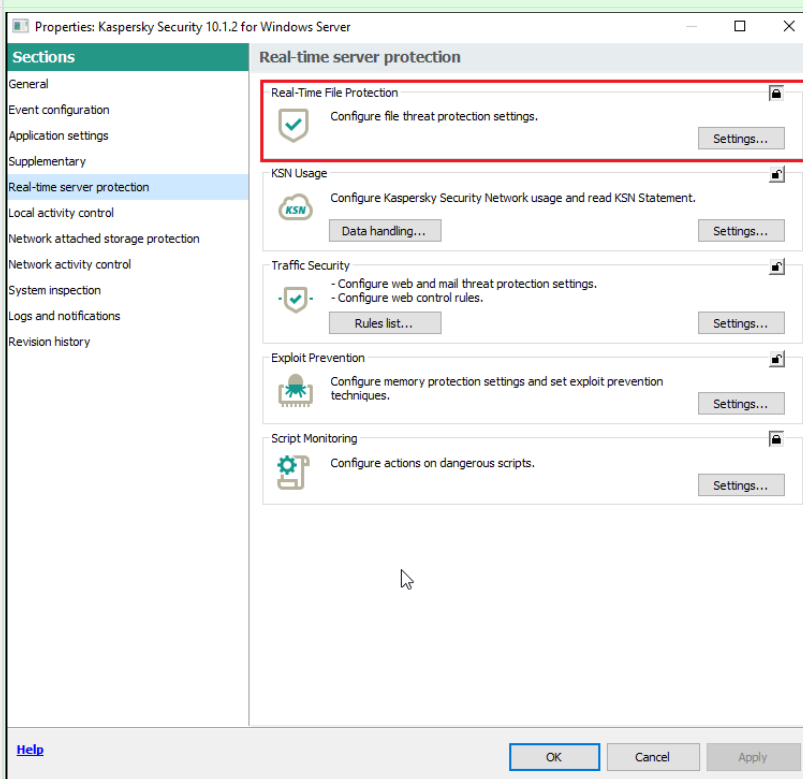 Properties: Kaspersky Security 10.1.2 for Windows Server
Sections
General
Event configuration
Application settings
Supplementary
Real-time server protection
Local activity control
Network attached storage protection
Network activity control
System inspection
Logs and notifications
Revision history
Real-time server protection
Real-Time File Protection
Configure file threat protection settings.
Settings...
KSN Usage
KSN
Configure Kaspersky Security Network usage and read KSN Statement.
Data handling...
Settings...
Traffic Security
- Configure web and mail threat protection settings.
- Configure web control rules.
Rules list...
Settings...
Exploit Prevention
Configure memory protection settings and set exploit prevention
techniques.
Settings...
Script Monitoring
Configure actions on dangerous scripts.
Settings...
Help
OK
Cancel
Apply